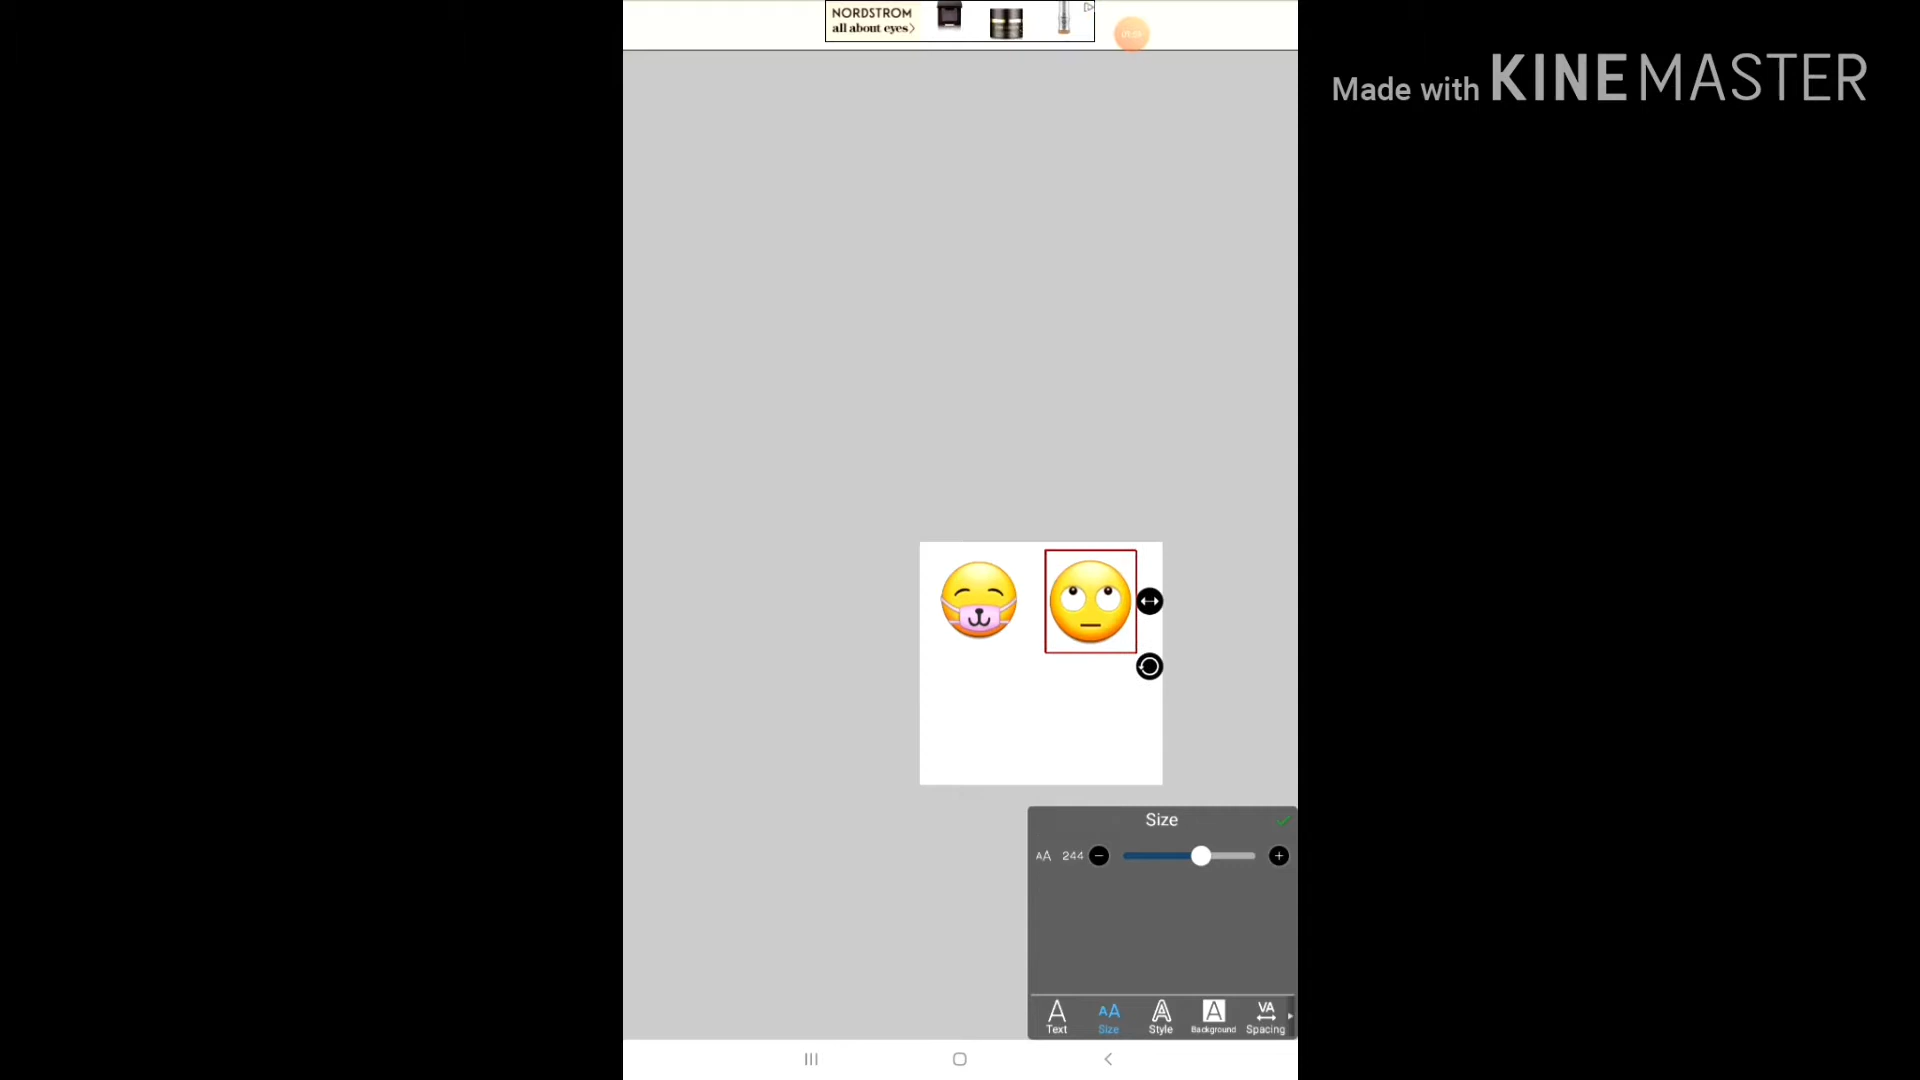 NORDSTROM
all about eyes>
Made with KINEMASTER
Size
AA 244
Text
Size
Style
Background
Spacing